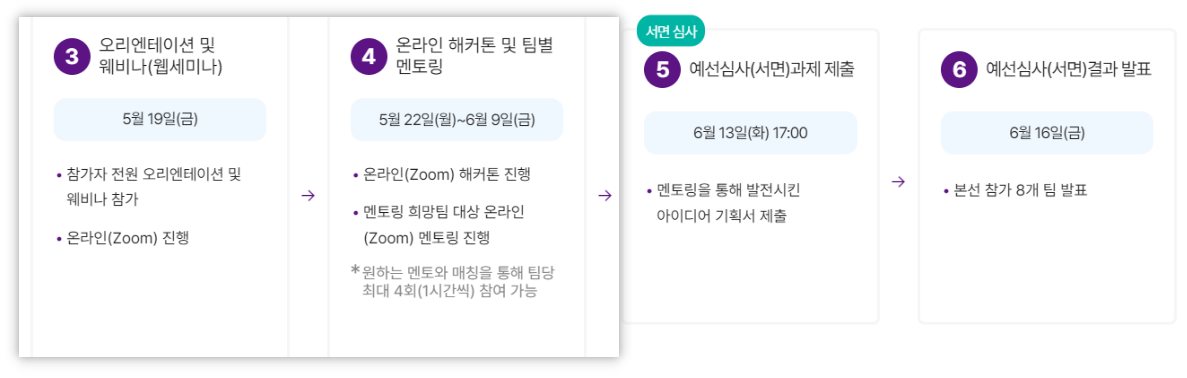 3
오리엔테이션 및
웨비나(웹세미나)
5월 19일(금)
• 참가자 전원 오리엔테이션 및
웨비나 참가
• 온라인(Zoom) 진행
→
4
온라인 해커톤 및 팀별
멘토링
5월 22일(월)~6월 9일(금)
• 온라인(Zoom) 해커톤 진행
• 멘토링 희망팀 대상 온라인
(Zoom) 멘토링 진행
* 원하는 멘토와 매칭을 통해 팀당
최대 4회(1시간씩) 참여 가능
→
서면 심사
5
예선심사(서면)과제 제출
6월 13일(화) 17:00
• 멘토링을 통해 발전시킨
아이디어 기획서 제출
→
6
예선심사(서면)결과 발표
6월 16일(금)
• 본선 참가 8개 팀 발표